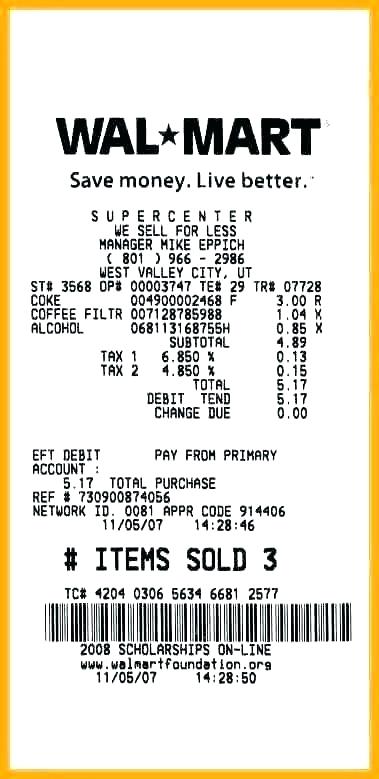 WAL★MART
Save money. Live better.
SUPERCENTER
WE SELL FOR LESS
MANAGER MIKE EPPICH
( 801 ) 966 - 2986
WEST VALLEY CITY, UT
ST# 3568 OP# 00003747 TE# 29 TR# 07728
COKE 004900002468 F 3.00 R
COFFEE FILTR 007128785988 1.04 X
ALCOHOL 068113168755H 0.85 X
SUBTOTAL 4.89
TAX 1 6.850 % 0.13
TAX 2 4.850 % 0.15
TOTAL 5.17
DEBIT TEND 5.17
CHANGE DUE 0.00
EFT DEBIT PAY FROM PRIMARY
ACCOUNT :
5.17 TOTAL PURCHASE
REF # 730900874056
NETWORK ID. 0081 APPR CODE 914406
11/05/07 14:28:46
# ITEMS SOLD 3
TC# 4204 0306 5634 6681 2577
2008 SCHOLARSHIPS ON-LINE
www.walmartfoundation.org
11/05/07 14:28:50